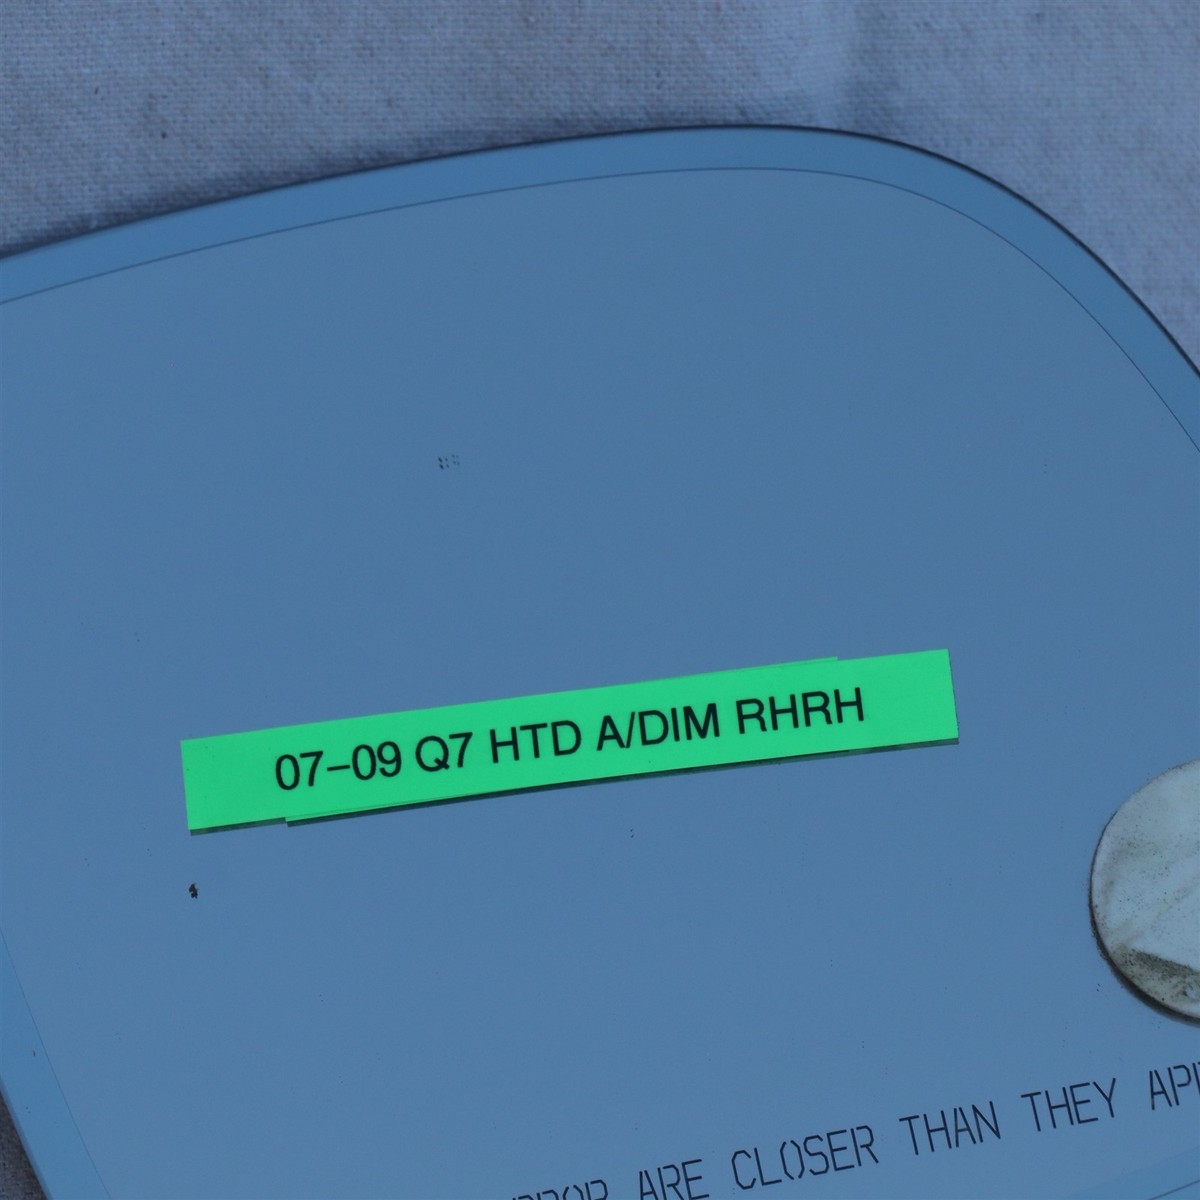 07-09 Q7 HTD A/DIM RHRH
ARE CLOSER THAN THEY